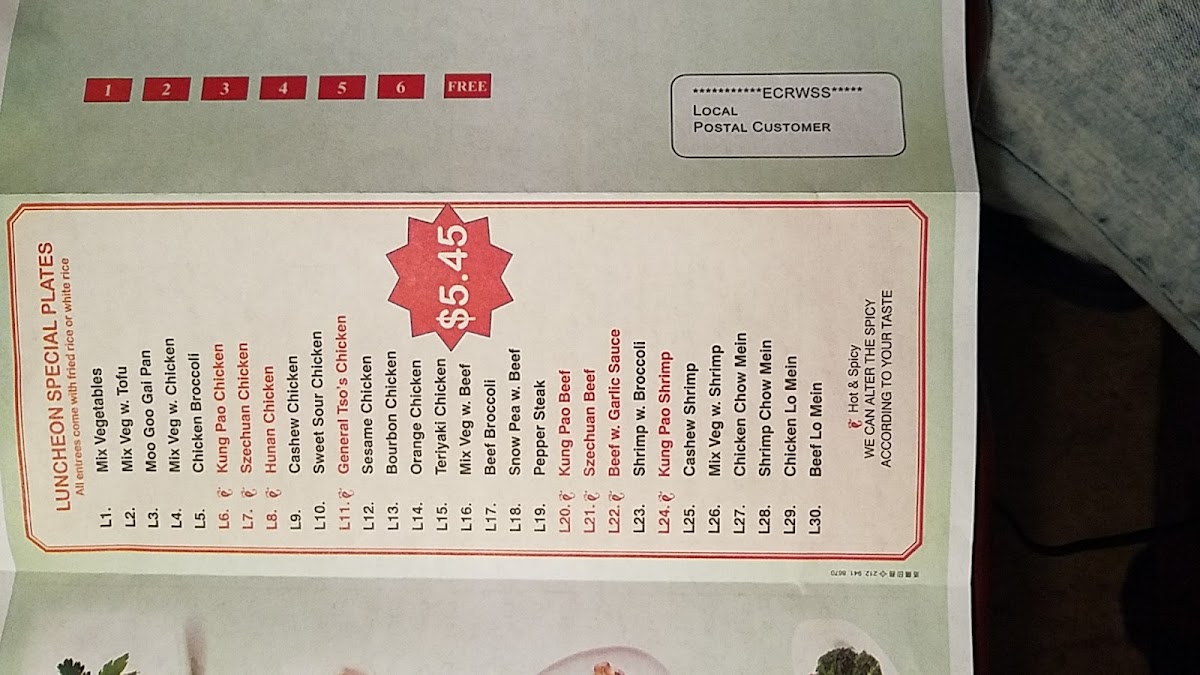 1 2 3 4 5 6 FREE
***********ECRWSS*****
LOCAL
POSTAL CUSTOMER
LUNCHEON SPECIAL PLATES
All entrees come with fried rice or white rice
$5.45
L1. Mix Vegetables
L2. Mix Veg w. Tofu
L3. Moo Goo Gai Pan
L4. Mix Veg w. Chicken
L5. Chicken Broccoli
L6. Kung Pao Chicken
L7. Szechuan Chicken
L8. Hunan Chicken
L9. Cashew Chicken
L10. Sweet Sour Chicken
L11. General Tso's Chicken
L12. Sesame Chicken
L13. Bourbon Chicken
L14. Orange Chicken
L15. Teriyaki Chicken
L16. Mix Veg w. Beef
L17. Beef Broccoli
L18. Snow Pea w. Beef
L19. Pepper Steak
L20. Kung Pao Beef
L21. Szechuan Beef
L22. Beef w. Garlic Sauce
L23. Shrimp w. Broccoli
L24. Kung Pao Shrimp
L25. Cashew Shrimp
L26. Mix Veg w. Shrimp
L27. Chicken Chow Mein
L28. Shrimp Chow Mein
L29. Chicken Lo Mein
L30. Beef Lo Mein
Hot & Spicy
WE CAN ALTER THE SPICY
ACCORDING TO YOUR TASTE
212 941 8670